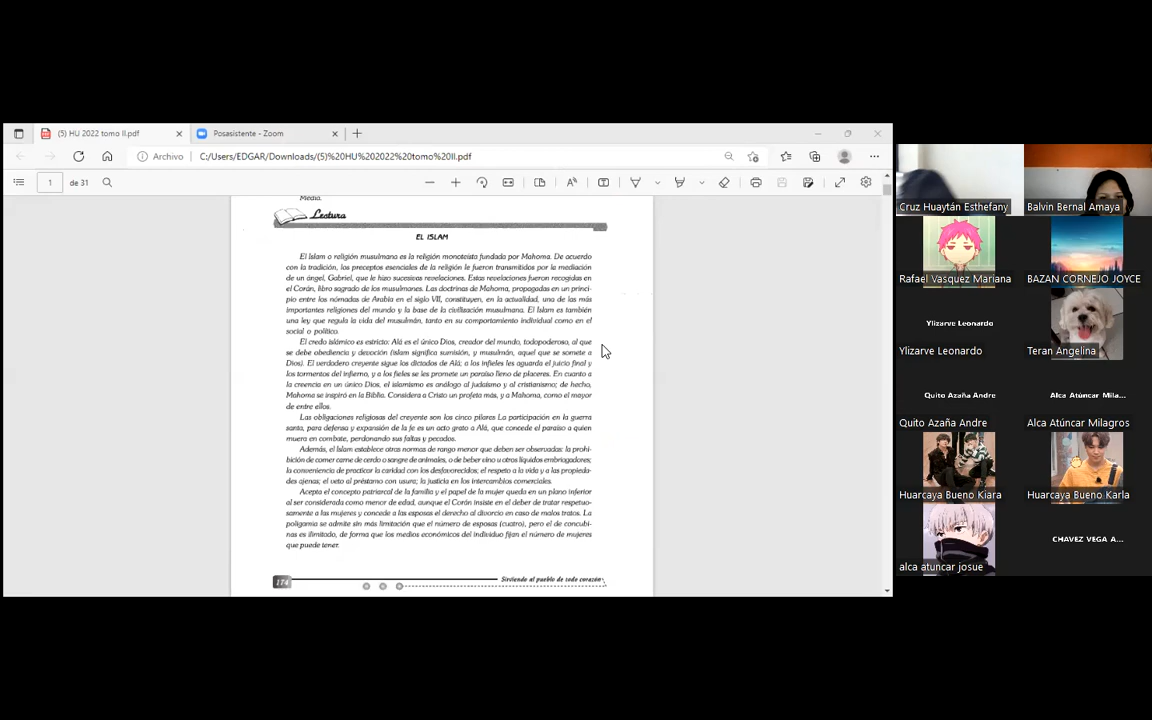 (5) HU 2022 tomo II.pdf
Posasistente - Zoom
Archivo
C:/Users/EDGAR/Downloads/(5)%20HU%202022%20tomo%20II.pdf
1
de 31
Media.
Lectura
EL ISLAM
El Islam o religión musulmana es la religión monoteísta fundada por Mahoma. De acuerdo
con la tradición, los preceptos esenciales de la religión le fueron transmitidos por la mediación
de un ángel, Gabriel, que le hizo sucesivas revelaciones. Estas revelaciones fueron recogidas en
el Corán, libro sagrado de los musulmanes. Las doctrinas de Mahoma, propagadas en un princi-
pio entre los nómadas de Arabia en el siglo VII, constituyen, en la actualidad, una de las más
importantes religiones del mundo y la base de la civilización musulmana. El Islam es también
una ley que regula la vida del musulmán, tanto en su comportamiento individual como en el
social o político.
El credo islámico es estricto: Alá es el único Dios, creador del mundo, todopoderoso, al que
se debe obediencia y devoción (islam significa sumisión, y musulmán, aquel que se somete a
Dios). El verdadero creyente sigue los dictados de Alá; a los infieles les aguarda el juicio final y
los tormentos del infierno, y a los fieles se les promete un paraíso lleno de placeres. En cuanto a
la creencia en un único Dios, el islamismo es análogo al judaísmo y al cristianismo; de hecho,
Mahoma se inspiró en la Biblia. Considera a Cristo un profeta más, y a Mahoma, como el mayor
de entre ellos.
Las obligaciones religiosas del creyente son los cinco pilares La participación en la guerra
santa, para defensa y expansión de la fe es un acto grato a Alá, que concede el paraíso a quien
muera en combate, perdonando sus faltas y pecados.
Además, el Islam establece otras normas de rango menor que deben ser observadas: la prohi-
bición de comer carne de cerdo o sangre de animales, o de beber vino u otros líquidos embriagadores;
la conveniencia de practicar la caridad con los desfavorecidos, el respeto a la vida y a las propieda-
des ajenas; el veto al préstamo con usura; la justicia en los intercambios comerciales.
Acepta el concepto patriarcal de la familia y el papel de la mujer queda en un plano inferior
al ser considerada como menor de edad, aunque el Corán insiste en el deber de tratar respetuo-
samente a las mujeres y concede a las esposas el derecho al divorcio en caso de malos tratos. La
poligamia se admite sin más limitación que el número de esposas (cuatro), pero el de concubi-
nas es ilimitado, de forma que los medios económicos del individuo fijan el número de mujeres
que puede tener.
174
Sirviendo al pueblo de todo corazón
Cruz Huaytán Esthefany
Balvin Bernal Amaya
Rafael Vasquez Mariana
BAZAN CORNEJO JOYCE
Ylizarve Leonardo
Ylizarve Leonardo
Teran Angelina
Quito Azaña Andre
Alca Atúncar Mila...
Quito Azaña Andre
Alca Atúncar Milagros
Huarcaya Bueno Kiara
Huarcaya Bueno Karla
CHAVEZ VEGA A...
alca atuncar josue